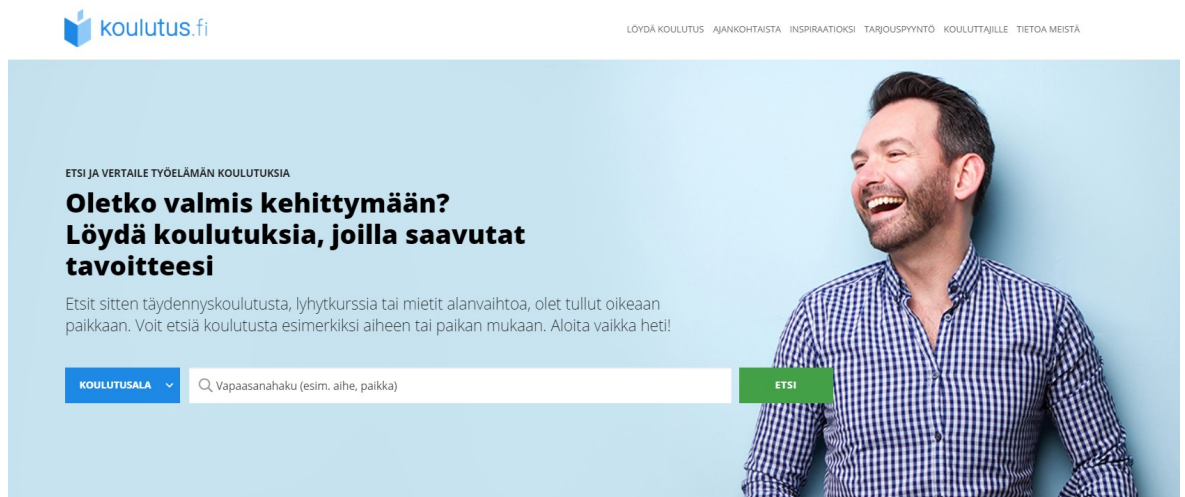 koulutus.fi
LÖYDÄ KOULUTUS AJANKOHTAISTA INSPIRAATIOKSI TARJOUSPYYNTÖ KOULUTTAJILLE TIETOA MEISTÄ
ETSI JA VERTAILE TYÖELÄMÄN KOULUTUKSIA
Oletko valmis kehittymään?
Löydä koulutuksia, joilla saavutat
tavoitteesi
Etsit sitten täydennyskoulutusta, lyhytkurssia tai mietit alanvaihtoa, olet tullut oikeaan
paikkaan. Voit etsiä koulutusta esimerkiksi aiheen tai paikan mukaan. Aloita vaikka heti!
KOULUTUSALA Vapaasanahaku (esim. aihe, paikka) ETSI